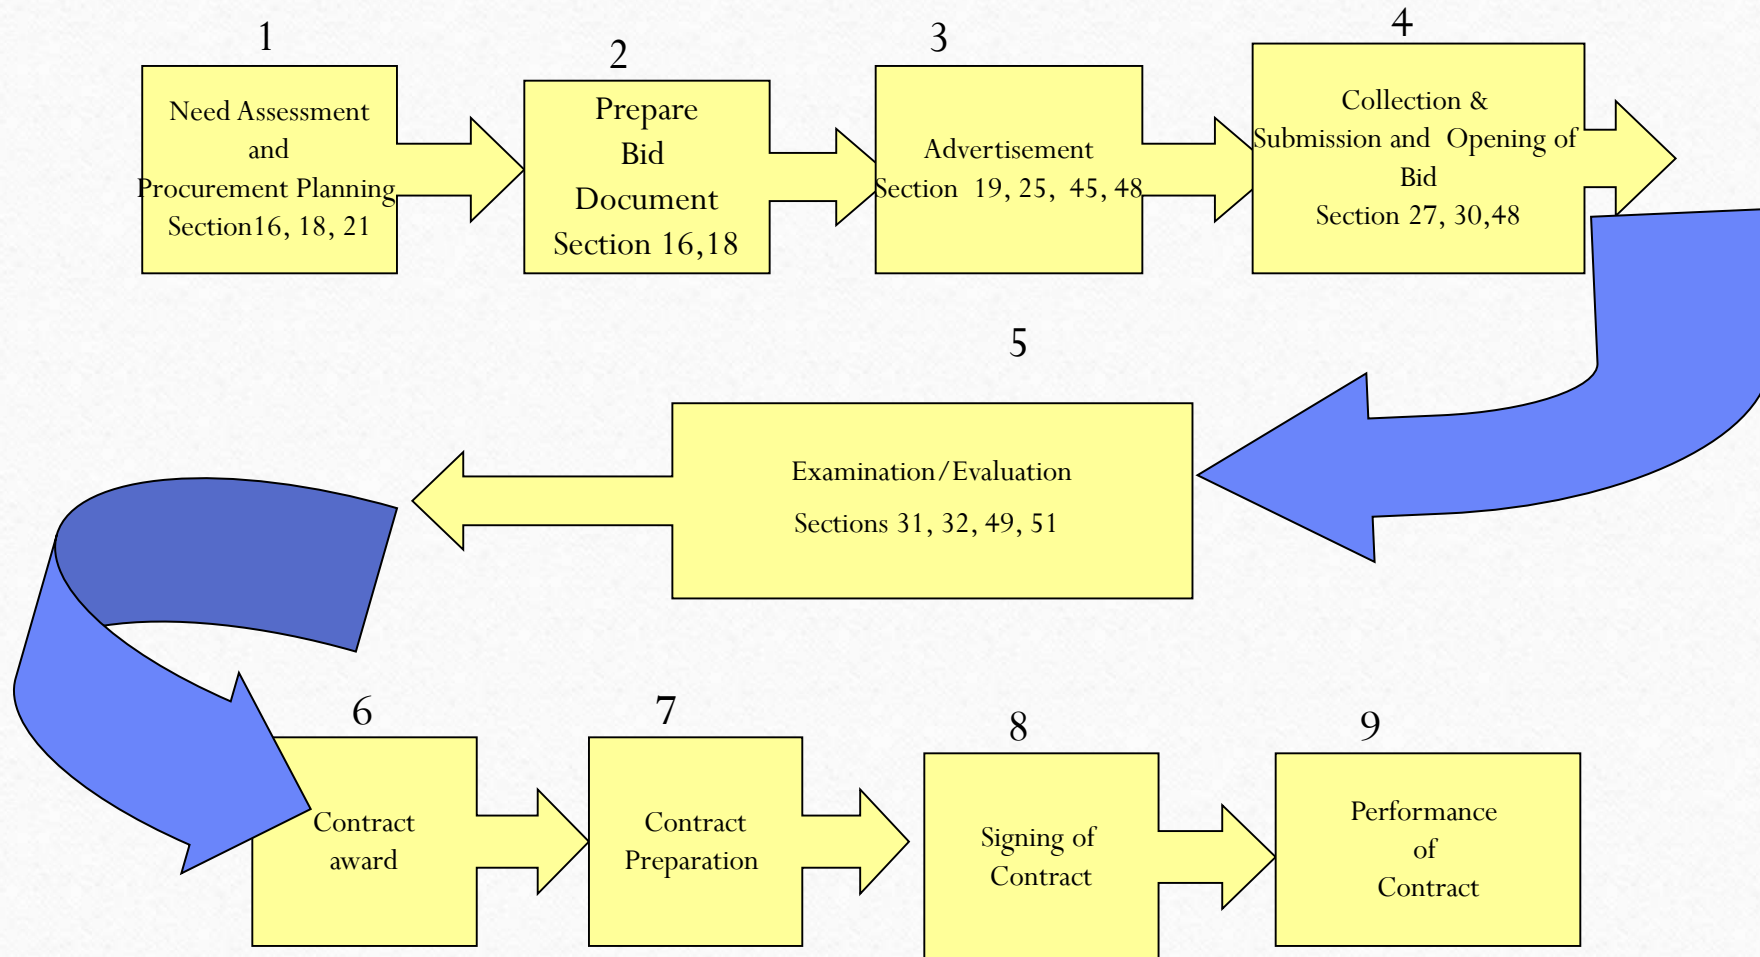 1
Need Assessment
and
Procurement Planning
Section16, 18, 21
2
Prepare
Bid
Document
Section 16,18
3
Advertisement
Section 19, 25, 45, 48
4
Collection &
Submission and Opening of
Bid
Section 27, 30,48
5
Examination/Evaluation
Sections 31, 32, 49, 51
6
Contract
award
7
Contract
Preparation
8
Signing of
Contract
9
Performance
of
Contract